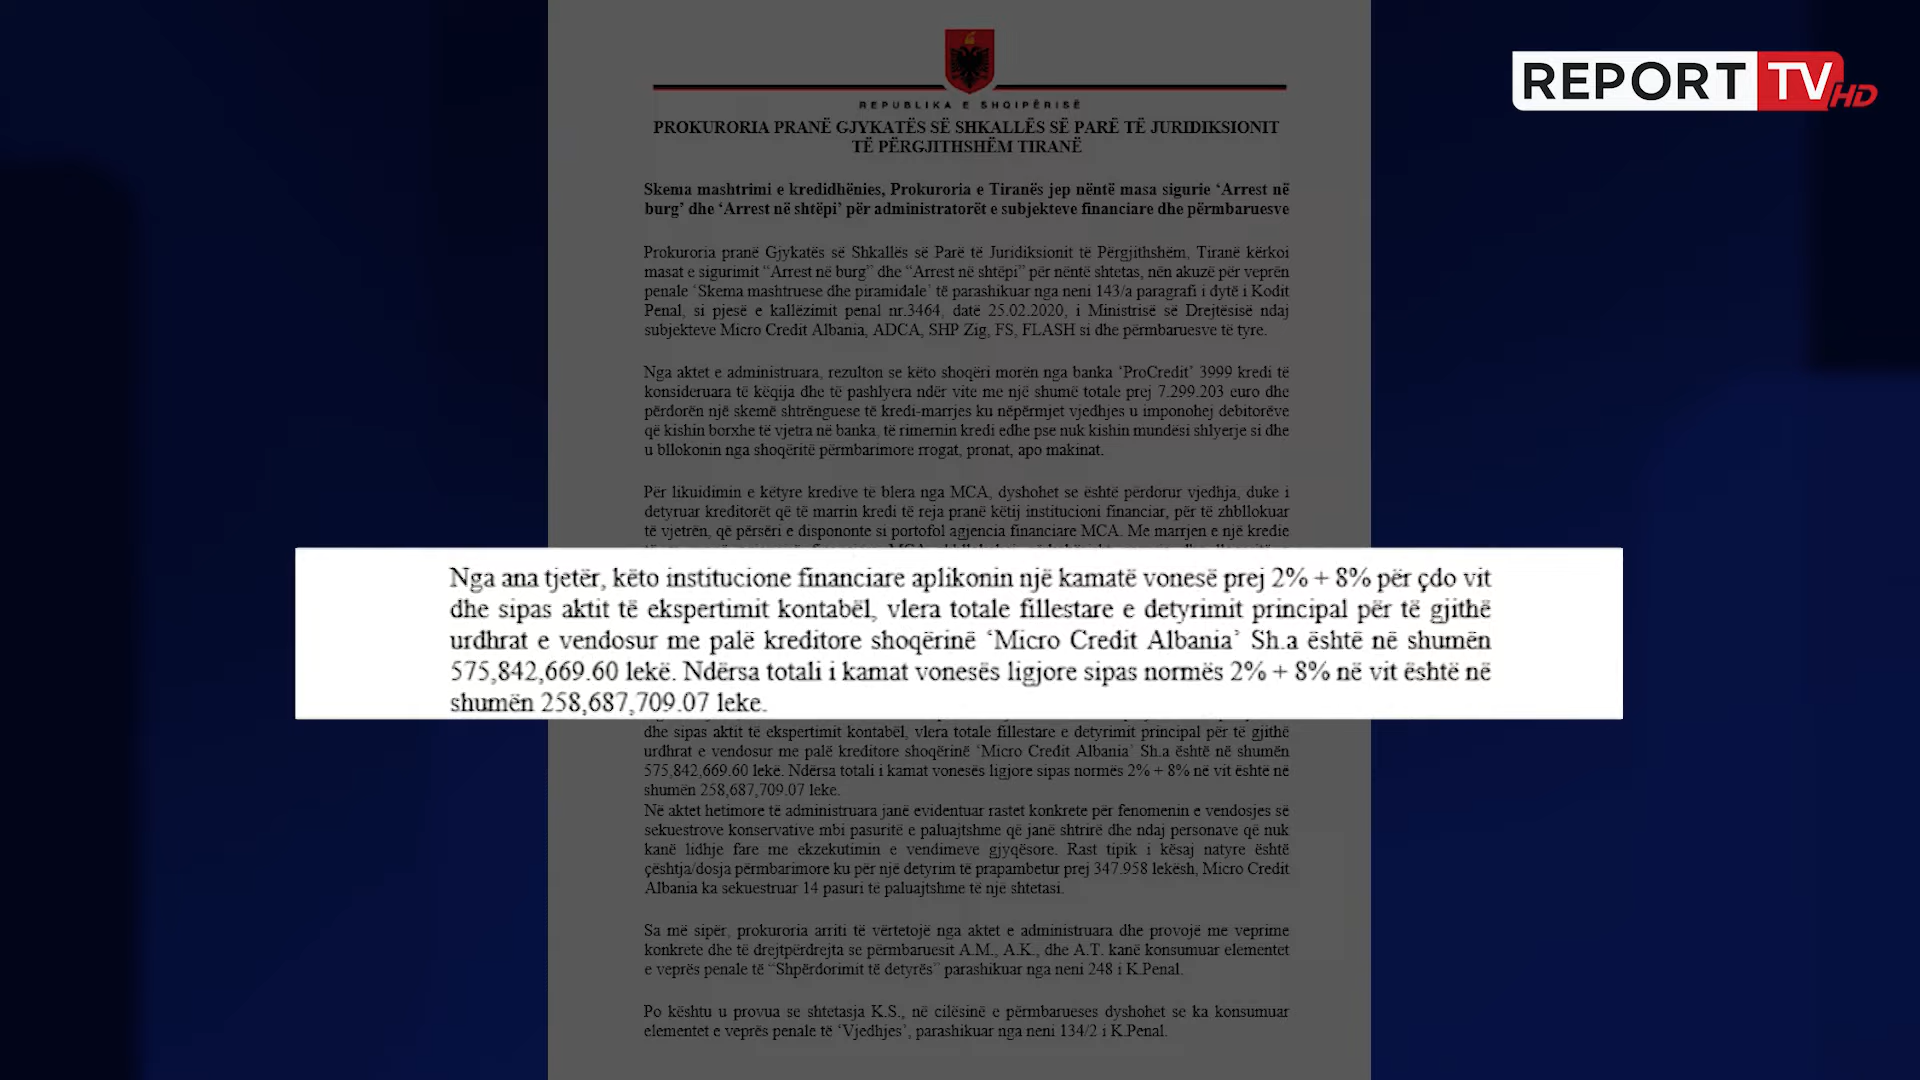 REPORT TV HD
REPUBLIKA E SHQIPËRISË
PROKURORIA PRANË GJYKATËS SË SHKALLËS SË PARË TË JURIDIKSIONIT
TË PËRGJITHSHËM TIRANË
Skema mashtrimi e kredidhënies, Prokuroria e Tiranës jep nëntë masa sigurie ‘Arrest në
burg’ dhe ‘Arrest në shtëpi’ për administratorët e subjekteve financiare dhe përmbaruesve
Prokuroria pranë Gjykatës së Shkallës së Parë të Juridiksionit të Përgjithshëm, Tiranë kërkoi
masat e sigurimit “Arrest në burg” dhe “Arrest në shtëpi” për nëntë shtetas, nën akuzë për veprën
penale ‘Skema mashtruese dhe piramidale’ të parashikuar nga neni 143/a paragrafi i dytë i Kodit
Penal, si pjesë e kallëzimit penal nr.3464, datë 25.02.2020, i Ministrisë së Drejtësisë ndaj
subjekteve Micro Credit Albania, ADCA, SHP Zig, FS, FLASH si dhe përmbaruesve të tyre.
Nga aktet e administruara, rezulton se këto shoqëri morën nga banka ‘ProCredit’ 3999 kredi të
konsideruara të këqija dhe të pashlyera ndër vite me një shumë totale prej 7.299.203 euro dhe
përdorën një skemë shtrënguese të kredi-marrjes ku nëpërmjet vjedhjes u imponohej debitorëve
që kishin borxhe të vjetra në banka, të rimernin kredi edhe pse nuk kishin mundësi shlyerje si dhe
u bllokonin nga shoqëritë përmbarimore rrogat, pronat, apo makinat.
Për likuidimin e këtyre kredive të blera nga MCA, dyshohet se është përdorur vjedhja, duke i
detyruar kreditorët që të marrin kredi të reja pranë këtij institucioni financiar, për të zhbllokuar
të vjetrën, që përsëri e dispononte si portofol agjencia financiare MCA. Me marrjen e një kredie
Nga ana tjetër, këto institucione financiare aplikonin një kamatë vonesë prej 2% + 8% për çdo vit
dhe sipas aktit të ekspertimit kontabël, vlera totale fillestare e detyrimit principal për të gjithë
urdhrat e vendosur me palë kreditore shoqërinë ‘Micro Credit Albania’ Sh.a është në shumën
575,842,669.60 lekë. Ndërsa totali i kamat vonesës ligjore sipas normës 2% + 8% në vit është në
shumën 258,687,709.07 leke.
dhe sipas aktit të ekspertimit kontabël, vlera totale fillestare e detyrimit principal për të gjithë
urdhrat e vendosur me palë kreditore shoqërinë ‘Micro Credit Albania’ Sh.a është në shumën
575,842,669.60 lekë. Ndërsa totali i kamat vonesës ligjore sipas normës 2% + 8% në vit është në
shumën 258,687,709.07 leke.
Në aktet hetimore të administruara janë evidentuar rastet konkrete për fenomenin e vendosjes së
sekuestrove konservative mbi pasuritë e paluajtshme që janë shtrirë dhe ndaj personave që nuk
kanë lidhje fare me ekzekutimin e vendimeve gjyqësore. Rast tipik i kësaj natyre është
çështja/dosja përmbarimore ku për një detyrim të prapambetur prej 347.958 lekësh, Micro Credit
Albania ka sekuestruar 14 pasuri të paluajtshme të një shtetasi.
Sa më sipër, prokuroria arriti të vërtetojë nga aktet e administruara dhe provojë me veprime
konkrete dhe të drejtpërdrejta se përmbaruesit A.M., A.K., dhe A.T. kanë konsumuar elementet
e veprës penale të “Shpërdorimit të detyrës” parashikuar nga neni 248 i K.Penal.
Po kështu u provua se shtetasja K.S., në cilësinë e përmbarueses dyshohet se ka konsumuar
elementet e veprës penale të ‘Vjedhjes’, parashikuar nga neni 134/2 i K.Penal.